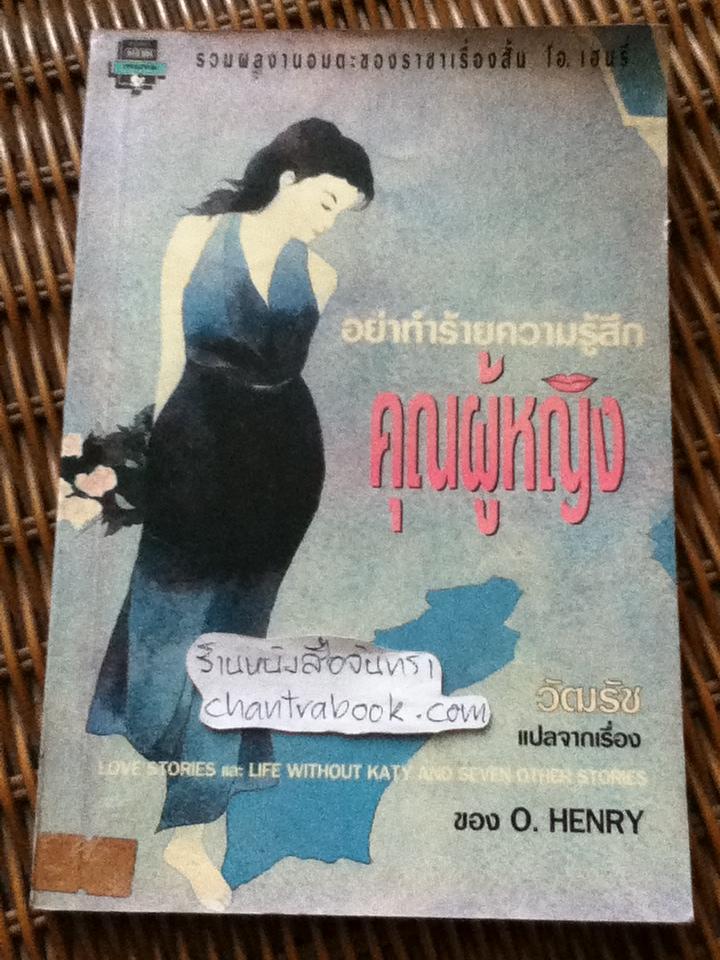 รวมผลงานอมตะของราชาเรื่องสั้น โอ. เฮนรี่
อย่าทำร้ายความรู้สึก
คุณผู้หญิง
ร้านหนังสือจันทรา
chantrabook.com
วัฒรัช
แปลจากเรื่อง
LOVE STORIES และ LIFE WITHOUT KATY AND SEVEN OTHER STORIES
ของ O. HENRY